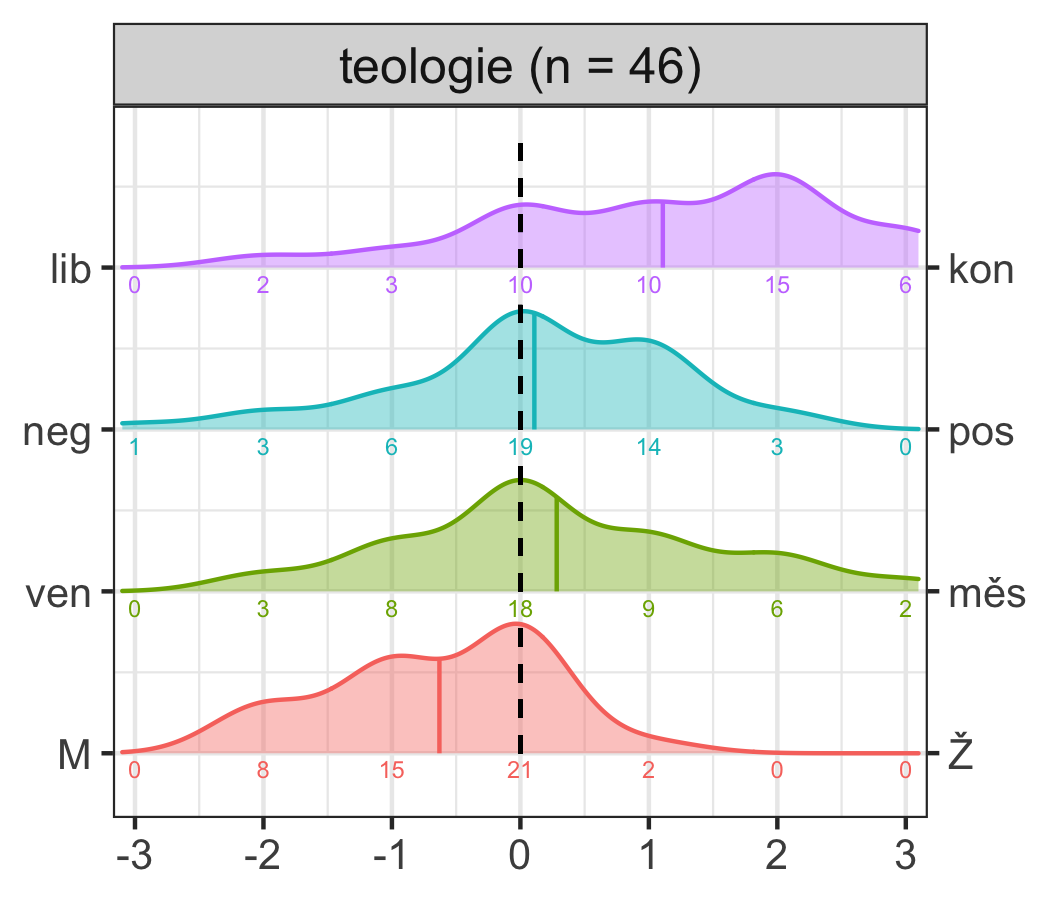 teologie (n = 46)
lib kon
0 2 3 10 10 15 6
neg pos
1 3 6 19 14 3 0
ven měs
0 3 8 18 9 6 2
M Ž
0 8 15 21 2 0 0
-3 -2 -1 0 1 2 3